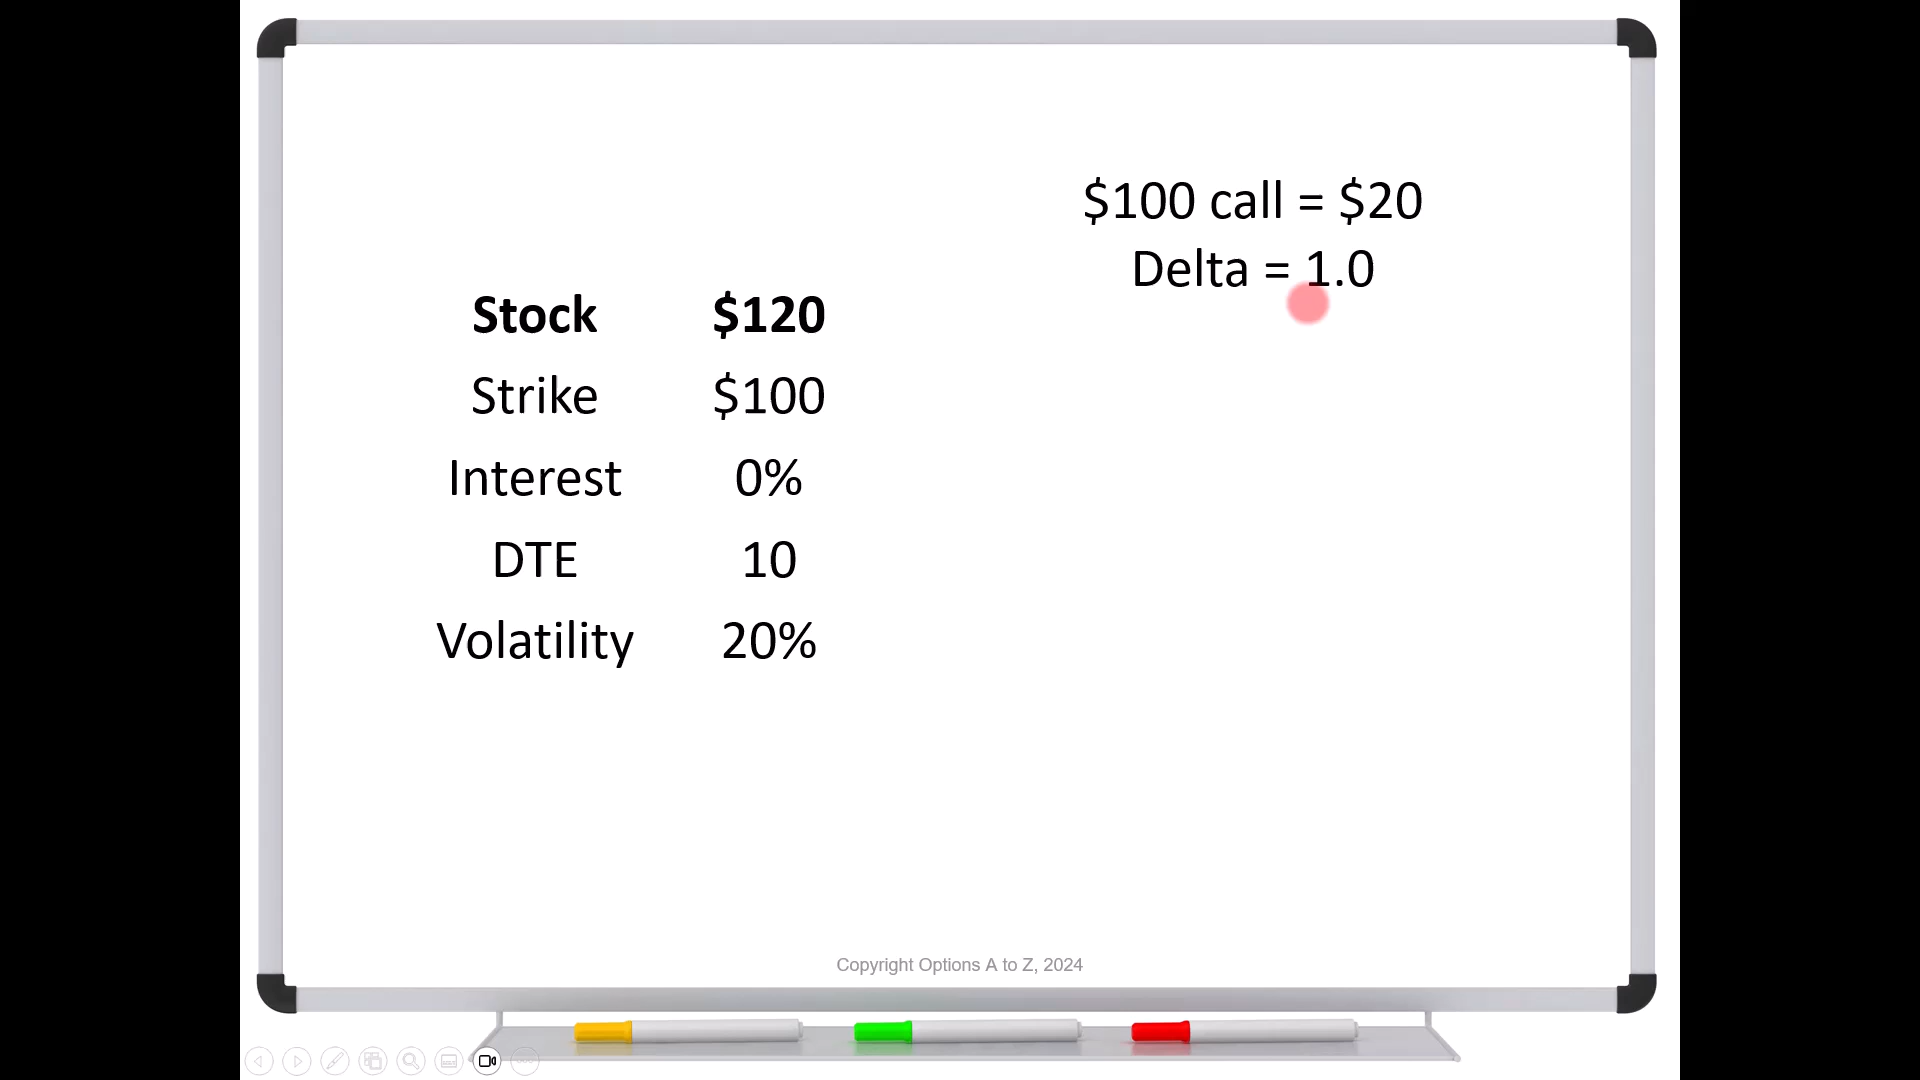 $100 call = $20
Delta = 1.0
Stock $120
Strike $100
Interest 0%
DTE 10
Volatility 20%
Copyright Options A to Z, 2024